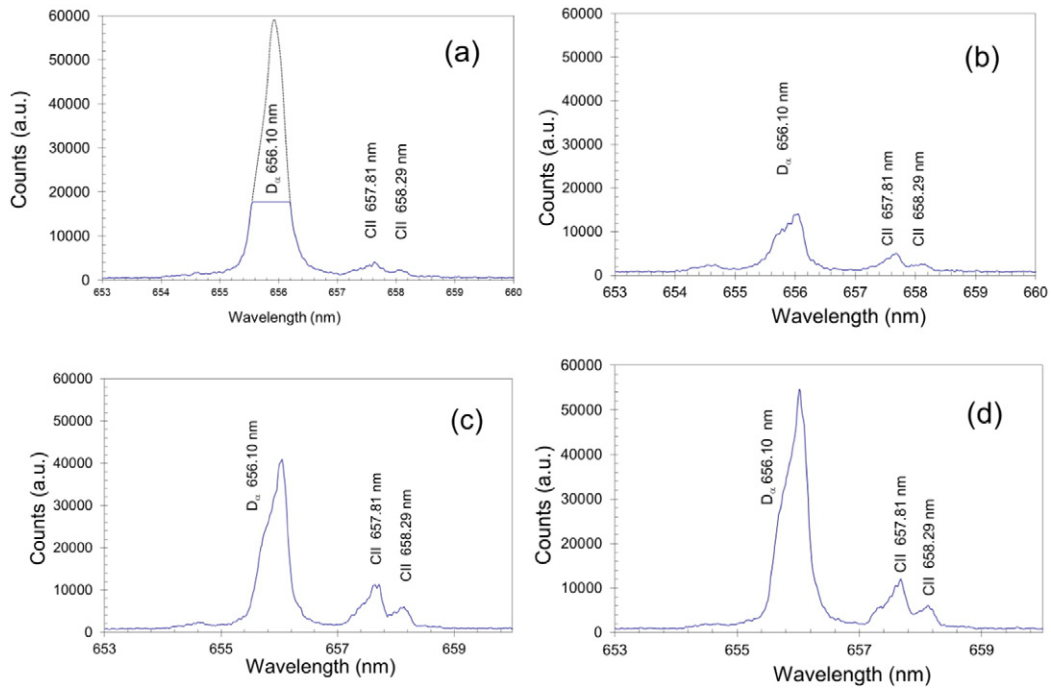 60000
50000
40000
30000
20000
10000
0
Counts (a.u.)
(a)
Dα 656.10 nm
CII 657.81 nm
CII 658.29 nm
653 654 655 656 657 658 659 660
Wavelength (nm)
60000
50000
40000
30000
20000
10000
0
Counts (a.u.)
(b)
Dα 656.10 nm
CII 657.81 nm
CII 658.29 nm
653 654 655 656 657 658 659 660
Wavelength (nm)
60000
50000
40000
30000
20000
10000
0
Counts (a.u.)
(c)
Dα 656.10 nm
CII 657.81 nm
CII 658.29 nm
653 655 657 659
Wavelength (nm)
60000
50000
40000
30000
20000
10000
0
Counts (a.u.)
(d)
Dα 656.10 nm
CII 657.81 nm
CII 658.29 nm
653 655 657 659
Wavelength (nm)